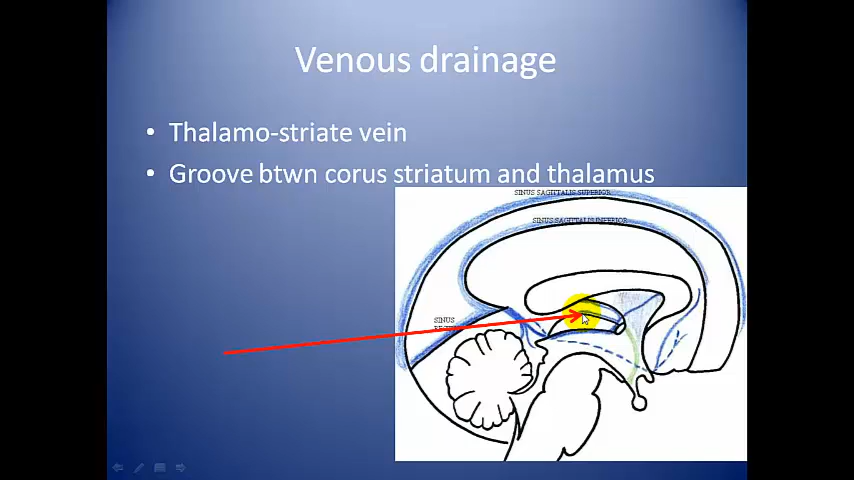 Venous drainage
• Thalamo-striate vein
• Groove btwn corus striatum and thalamus
SINUS SAGITTALIS SUPERIOR
SINUS SAGITTALIS INFERIOR
SINUS